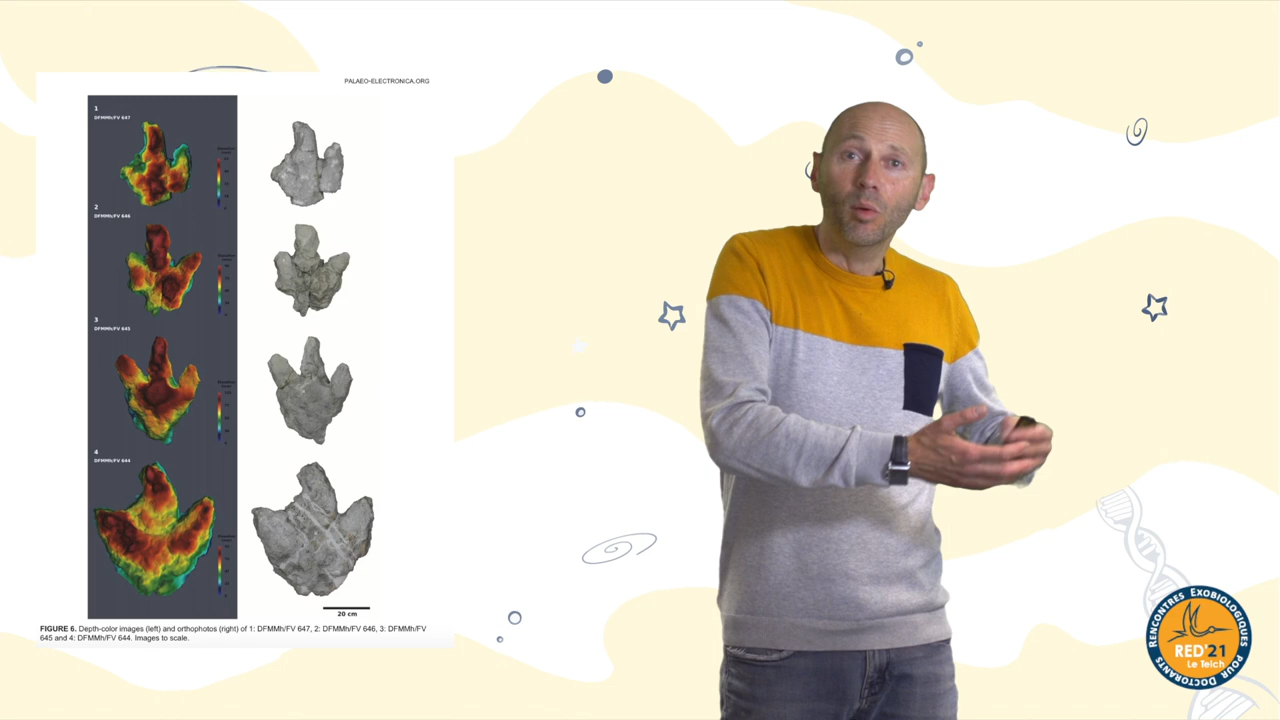 PALAEO-ELECTRONICA.ORG
1
DFMMh/FV 647
2
DFMMh/FV 646
3
DFMMh/FV 645
4
DFMMh/FV 644
20 cm
FIGURE 6. Depth-color images (left) and orthophotos (right) of 1: DFMMh/FV 647, 2: DFMMh/FV 646, 3: DFMMh/FV
645 and 4: DFMMh/FV 644. Images to scale.
RENCONTRES EXOBIOLOGIQUES
POUR DOCTORANTS
RED'21
Le Teich